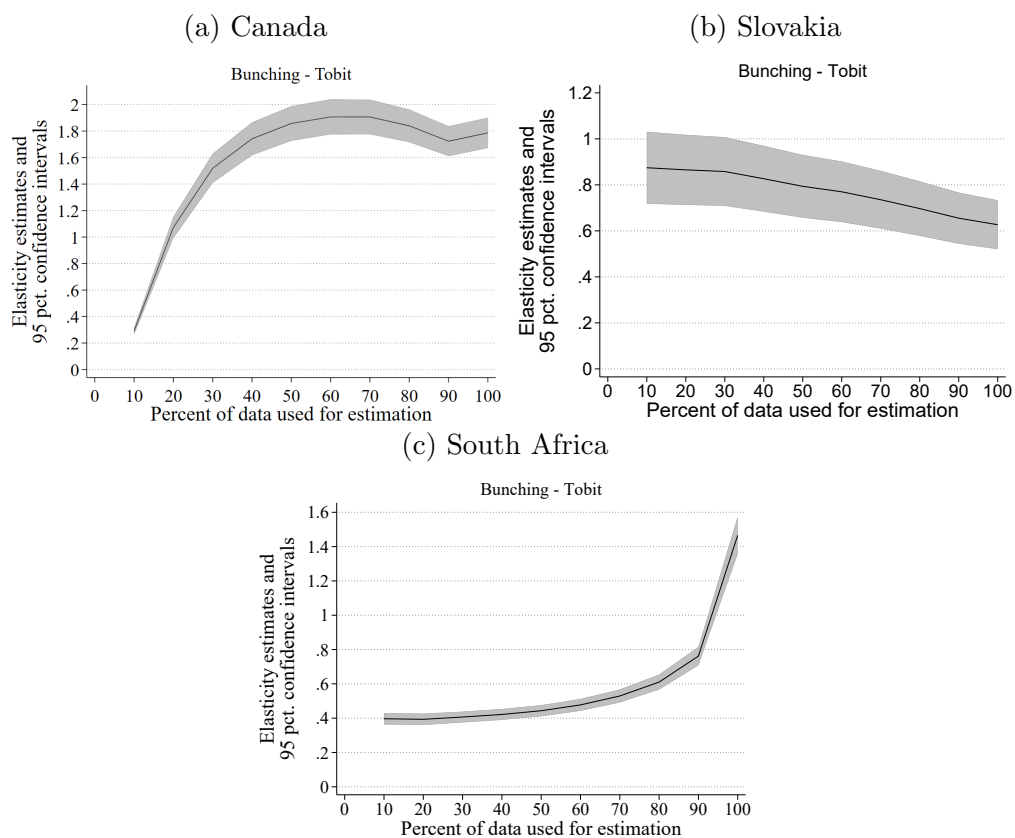 (a) Canada
Bunching - Tobit
Elasticity estimates and
95 pct. confidence intervals
2
1.8
1.6
1.4
1.2
1
.8
.6
.4
.2
0
0 10 20 30 40 50 60 70 80 90 100
Percent of data used for estimation
(b) Slovakia
Bunching - Tobit
Elasticity estimates and
95 pct. confidence intervals
1.2
1
.8
.6
.4
.2
0
0 10 20 30 40 50 60 70 80 90 100
Percent of data used for estimation
(c) South Africa
Bunching - Tobit
Elasticity estimates and
95 pct. confidence intervals
1.6
1.4
1.2
1
.8
.6
.4
.2
0
0 10 20 30 40 50 60 70 80 90 100
Percent of data used for estimation